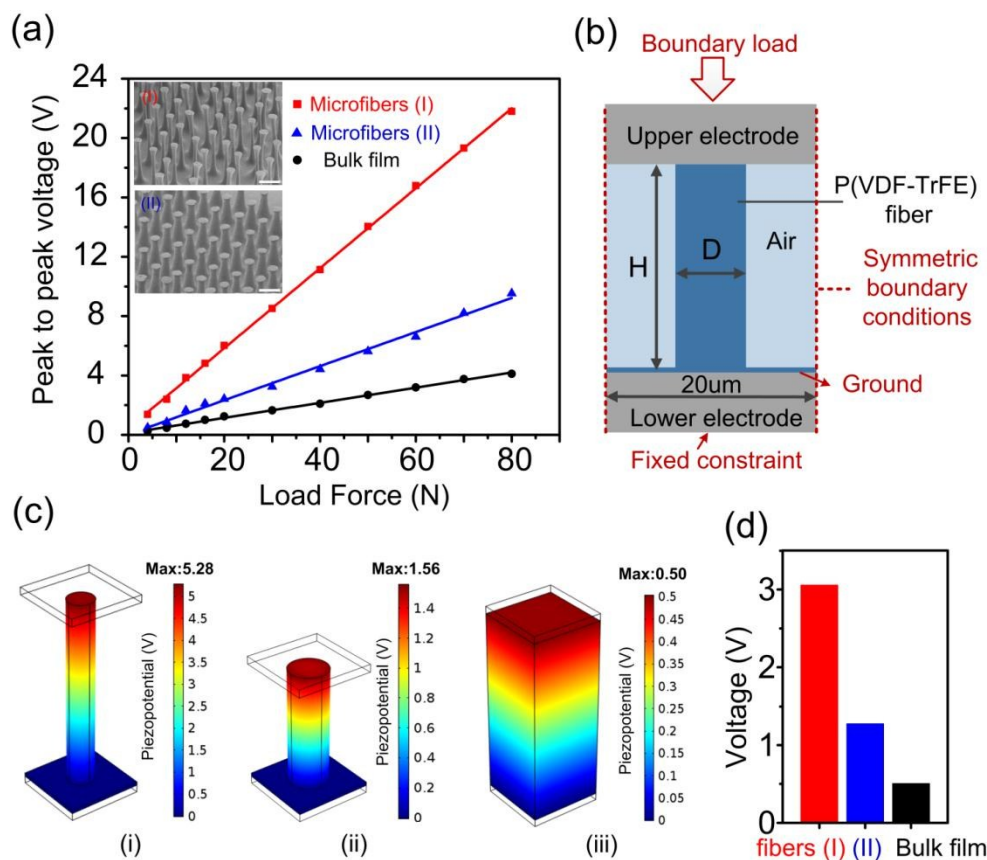 (a)
24
20
16
12
8
4
0
Peak to peak voltage (V)
(I)
(II)
Microfibers (I)
Microfibers (II)
Bulk film
0
20
40
60
80
Load Force (N)
(b)
Boundary load
Upper electrode
P(VDF-TrFE)
fiber
Air
H
D
Symmetric
boundary
conditions
20um
Ground
Lower electrode
Fixed constraint
(c)
Max:5.28
5
4.5
4
3.5
3
2.5
2
1.5
1
0.5
0
Piezopotential (V)
(i)
Max:1.56
1.4
1.2
1
0.8
0.6
0.4
0.2
0
Piezopotential (V)
(ii)
Max:0.50
0.5
0.45
0.4
0.35
0.3
0.25
0.2
0.15
0.1
0.05
0
Piezopotential (V)
(iii)
(d)
3
2
1
0
Voltage (V)
fibers (I) (II) Bulk film